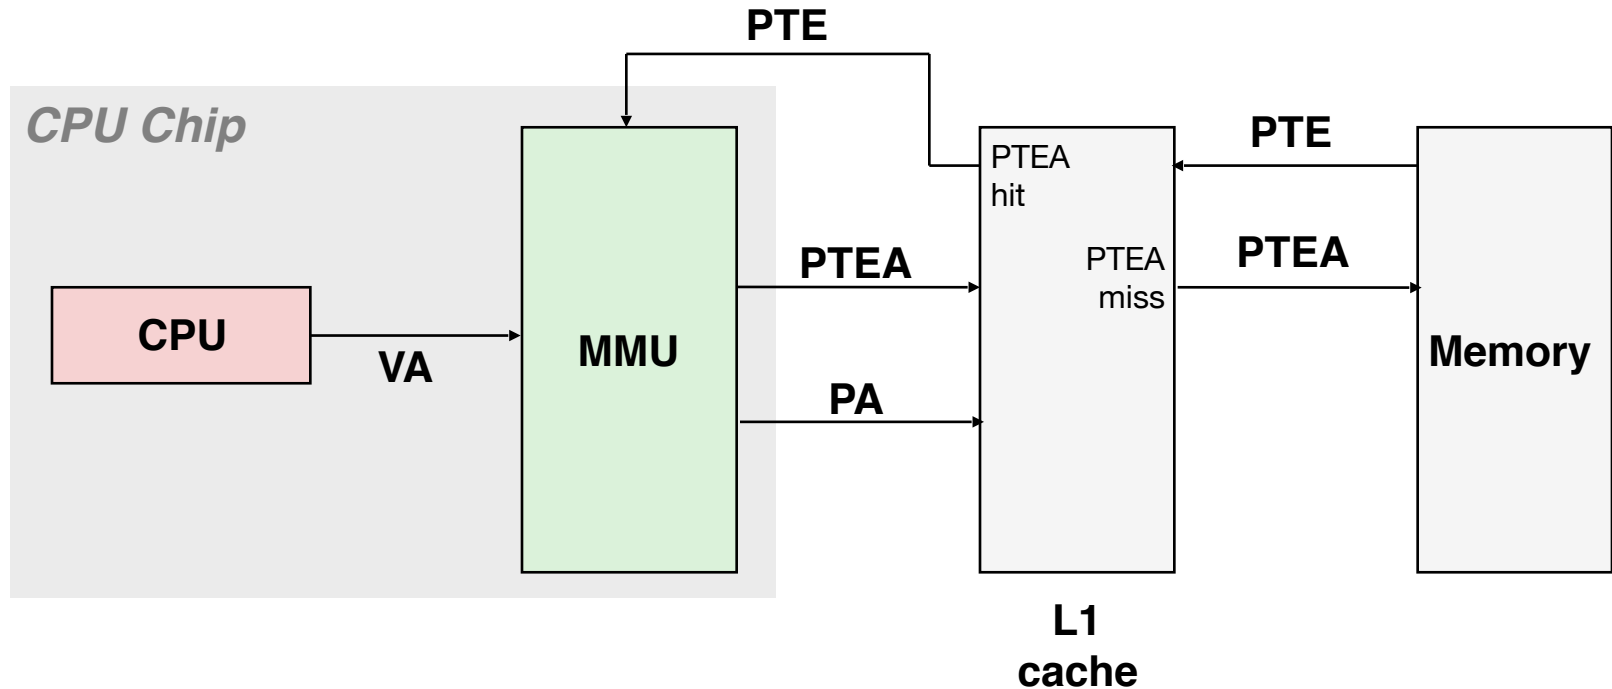 PTE
CPU Chip
PTEA
hit
PTE
PTEA
PTEA
miss
PTEA
CPU
VA
MMU
Memory
PA
L1
cache